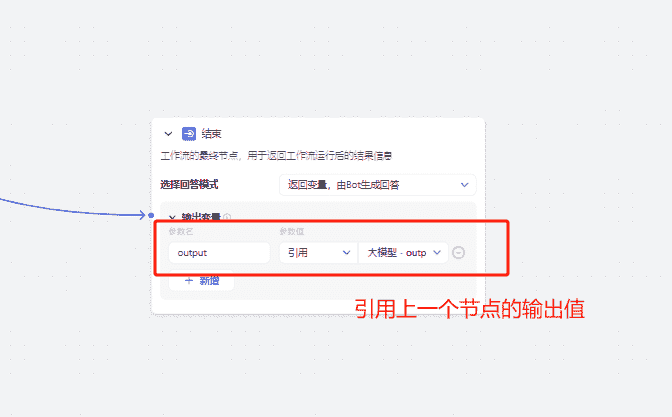 结束
工作流的最终节点，用于返回工作流运行后的结果信息
选择回答模式
返回变量，由Bot生成回答
输出变量
参数名 参数值
output 引用 大模型 - outp
+ 新增
引用上一个节点的输出值